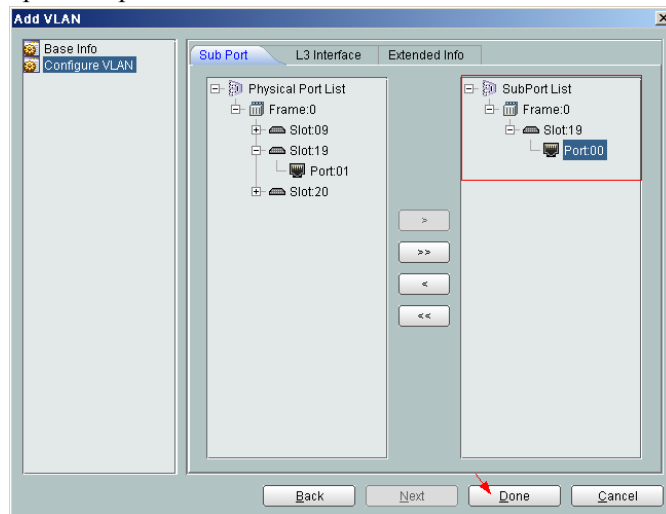 Add VLAN
Base Info
Configure VLAN
Sub Port
L3 Interface
Extended Info
Physical Port List
Frame:0
Slot:09
Slot:19
Port:01
Slot:20
>
>>
<
<<
SubPort List
Frame:0
Slot:19
Port:00
Back
Next
Done
Cancel